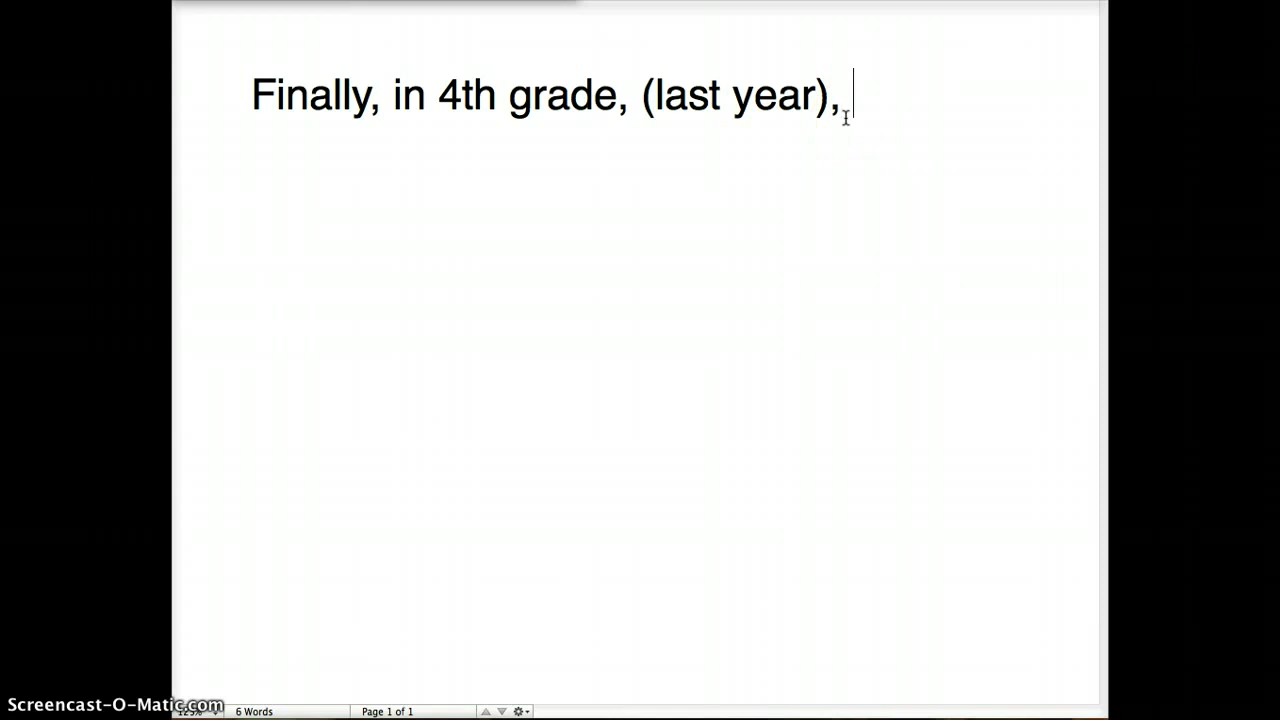 Finally, in 4th grade, (last year),
Screencast-O-Matic.com
6 Words
Page 1 of 1